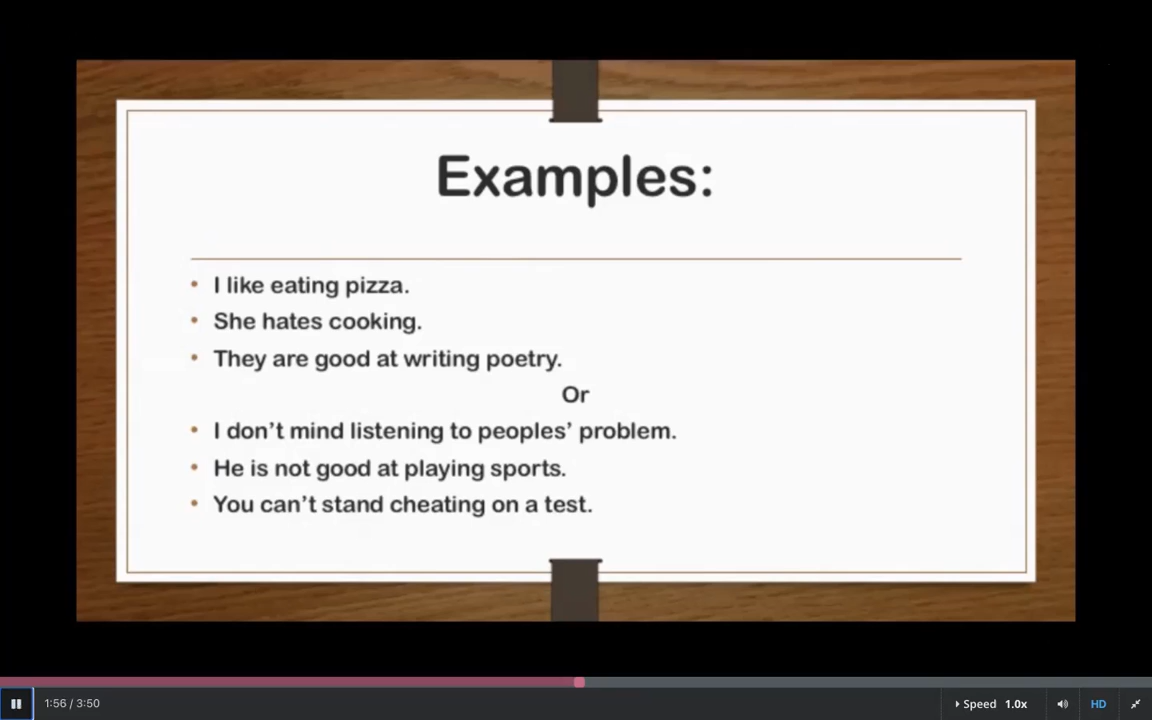 Examples:
• I like eating pizza.
• She hates cooking.
• They are good at writing poetry.
Or
• I don’t mind listening to peoples’ problem.
• He is not good at playing sports.
• You can’t stand cheating on a test.
1:56 / 3:50
Speed 1.0x
HD